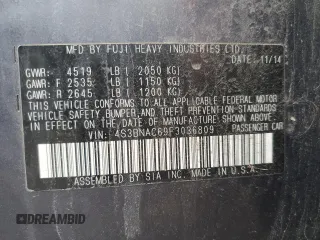 MFD. BY FUJI HEAVY INDUSTRIES LTD.
DATE: 11/14
GVWR: 4519 LB ( 2050 KG)
GAWR: F 2535 LB ( 1150 KG)
GAWR: R 2645 LB ( 1200 KG)
THIS VEHICLE CONFORMS TO ALL APPLICABLE FEDERAL MOTOR
VEHICLE SAFETY, BUMPER, AND THEFT PREVENTION STANDARDS
IN EFFECT ON THE DATE OF MANUFACTURE SHOWN ABOVE.
VIN: 4S3BNAC69F3036809 PASSENGER CAR
ASSEMBLED BY SIA, INC. MADE IN U.S.A.
DREAMBID